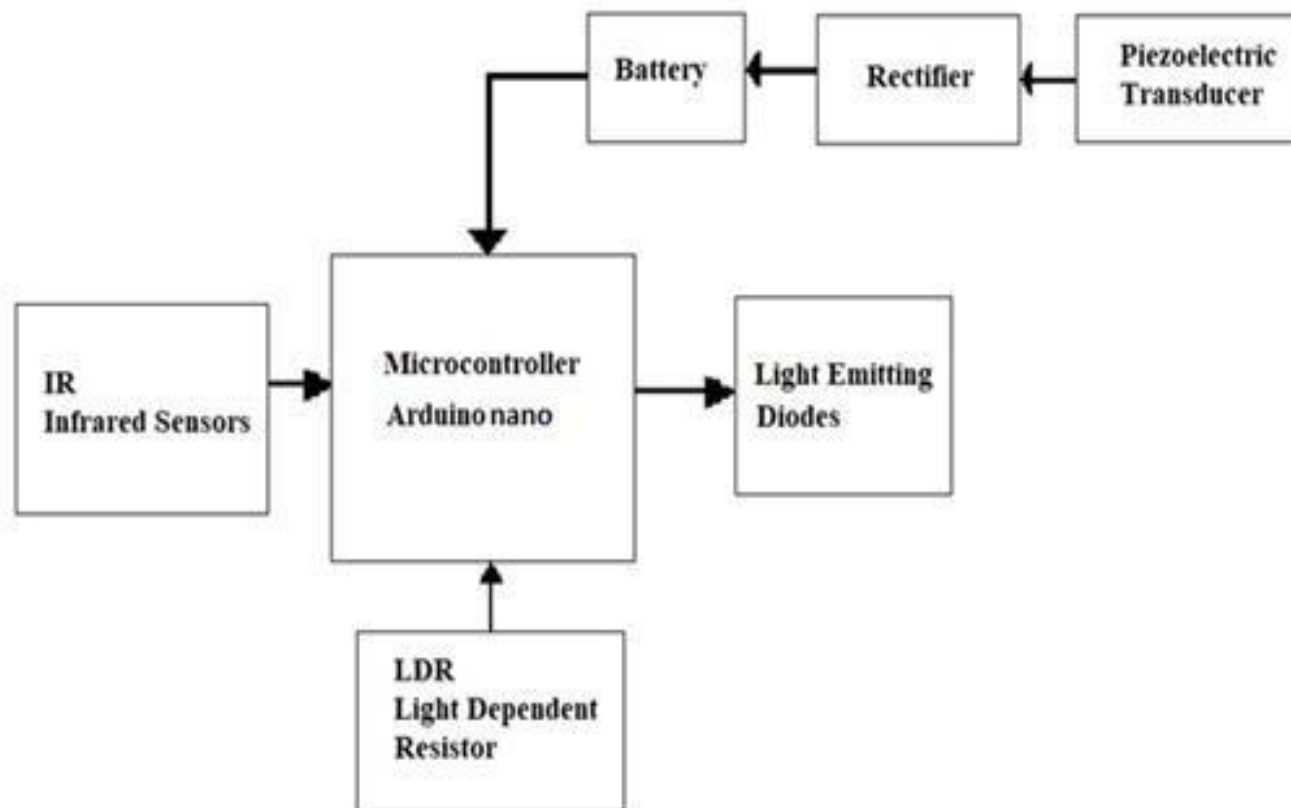 Battery
Rectifier
Piezoelectric
Transducer
IR
Infrared Sensors
Microcontroller
Arduino nano
Light Emitting
Diodes
LDR
Light Dependent
Resistor